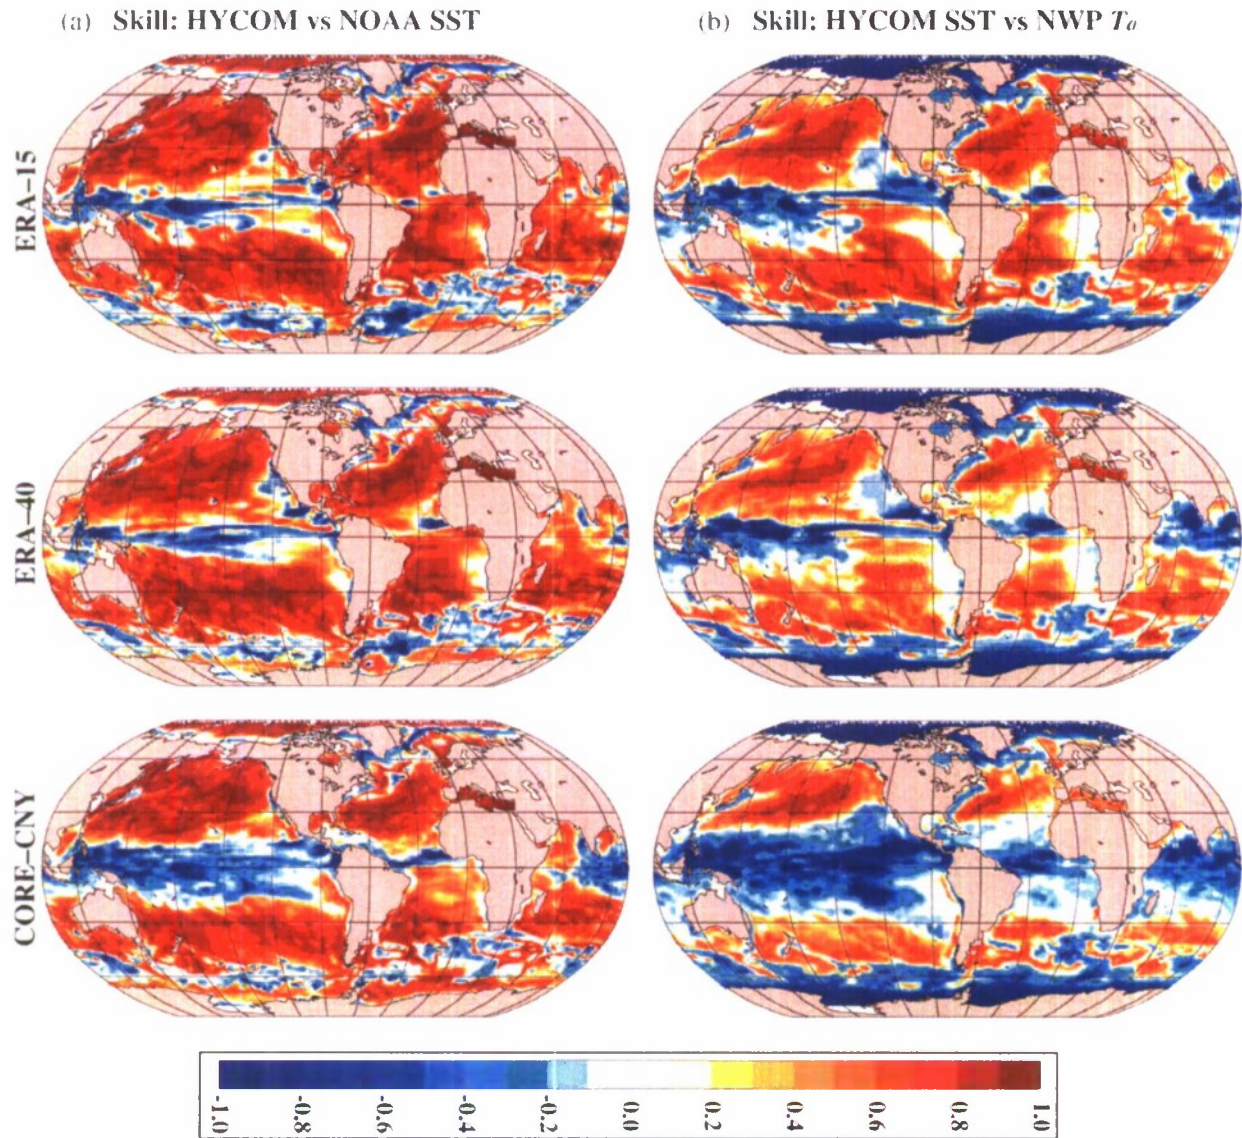 (a) Skill: HYCOM vs NOAA SST
(b) Skill: HYCOM SST vs NWP Ta
ERA–15
ERA–40
CORE–CNY
-1.0 -0.8 -0.6 -0.4 -0.2 0.0 0.2 0.4 0.6 0.8 1.0